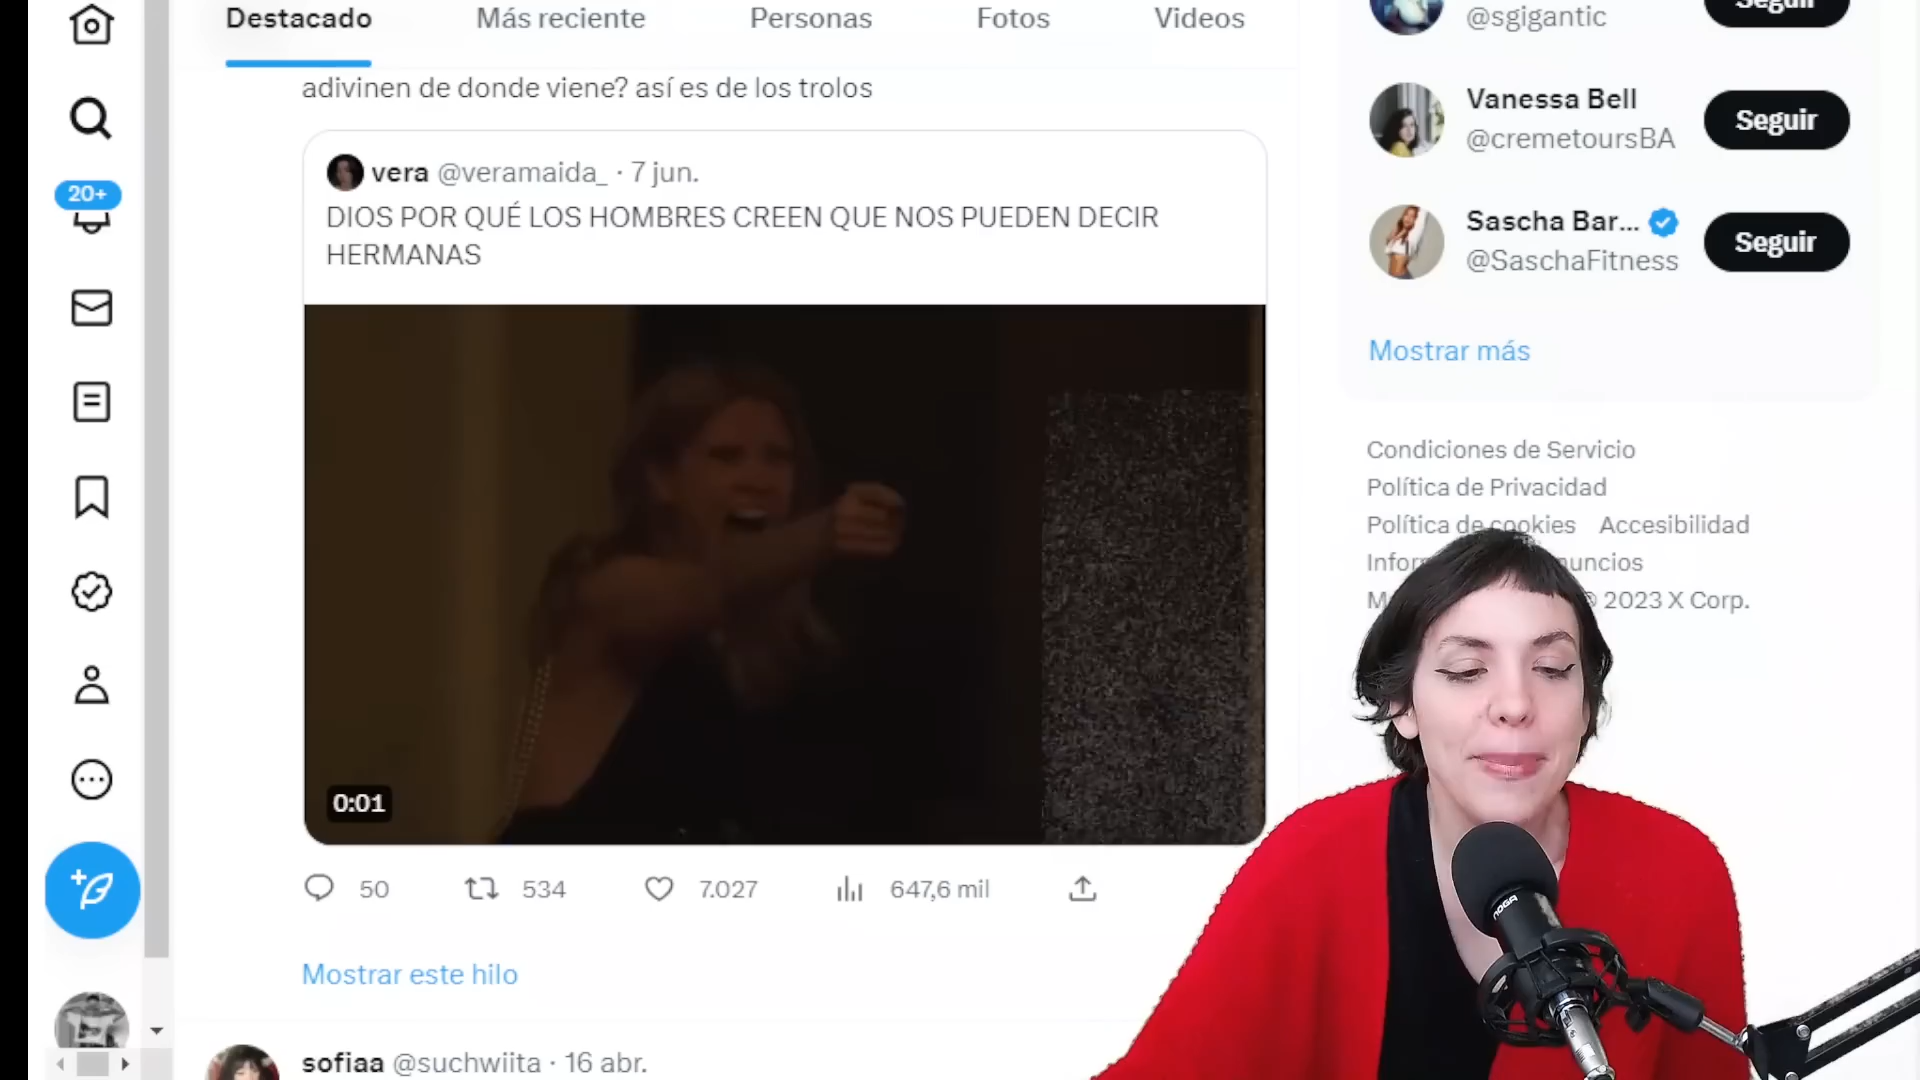 Destacado
Más reciente
Personas
Fotos
Videos
adivinen de donde viene? así es de los trolos
vera @veramaida_ · 7 jun.
DIOS POR QUÉ LOS HOMBRES CREEN QUE NOS PUEDEN DECIR
HERMANAS
0:01
50
534
7.027
647,6 mil
Mostrar este hilo
sofiaa @suchwiita · 16 abr.
20+
@sgigantic
Seguir
Vanessa Bell
@cremetoursBA
Seguir
Sascha Bar...
@SaschaFitness
Seguir
Mostrar más
Condiciones de Servicio
Política de Privacidad
Política de cookies Accesibilidad
© 2023 X Corp.
NOGA